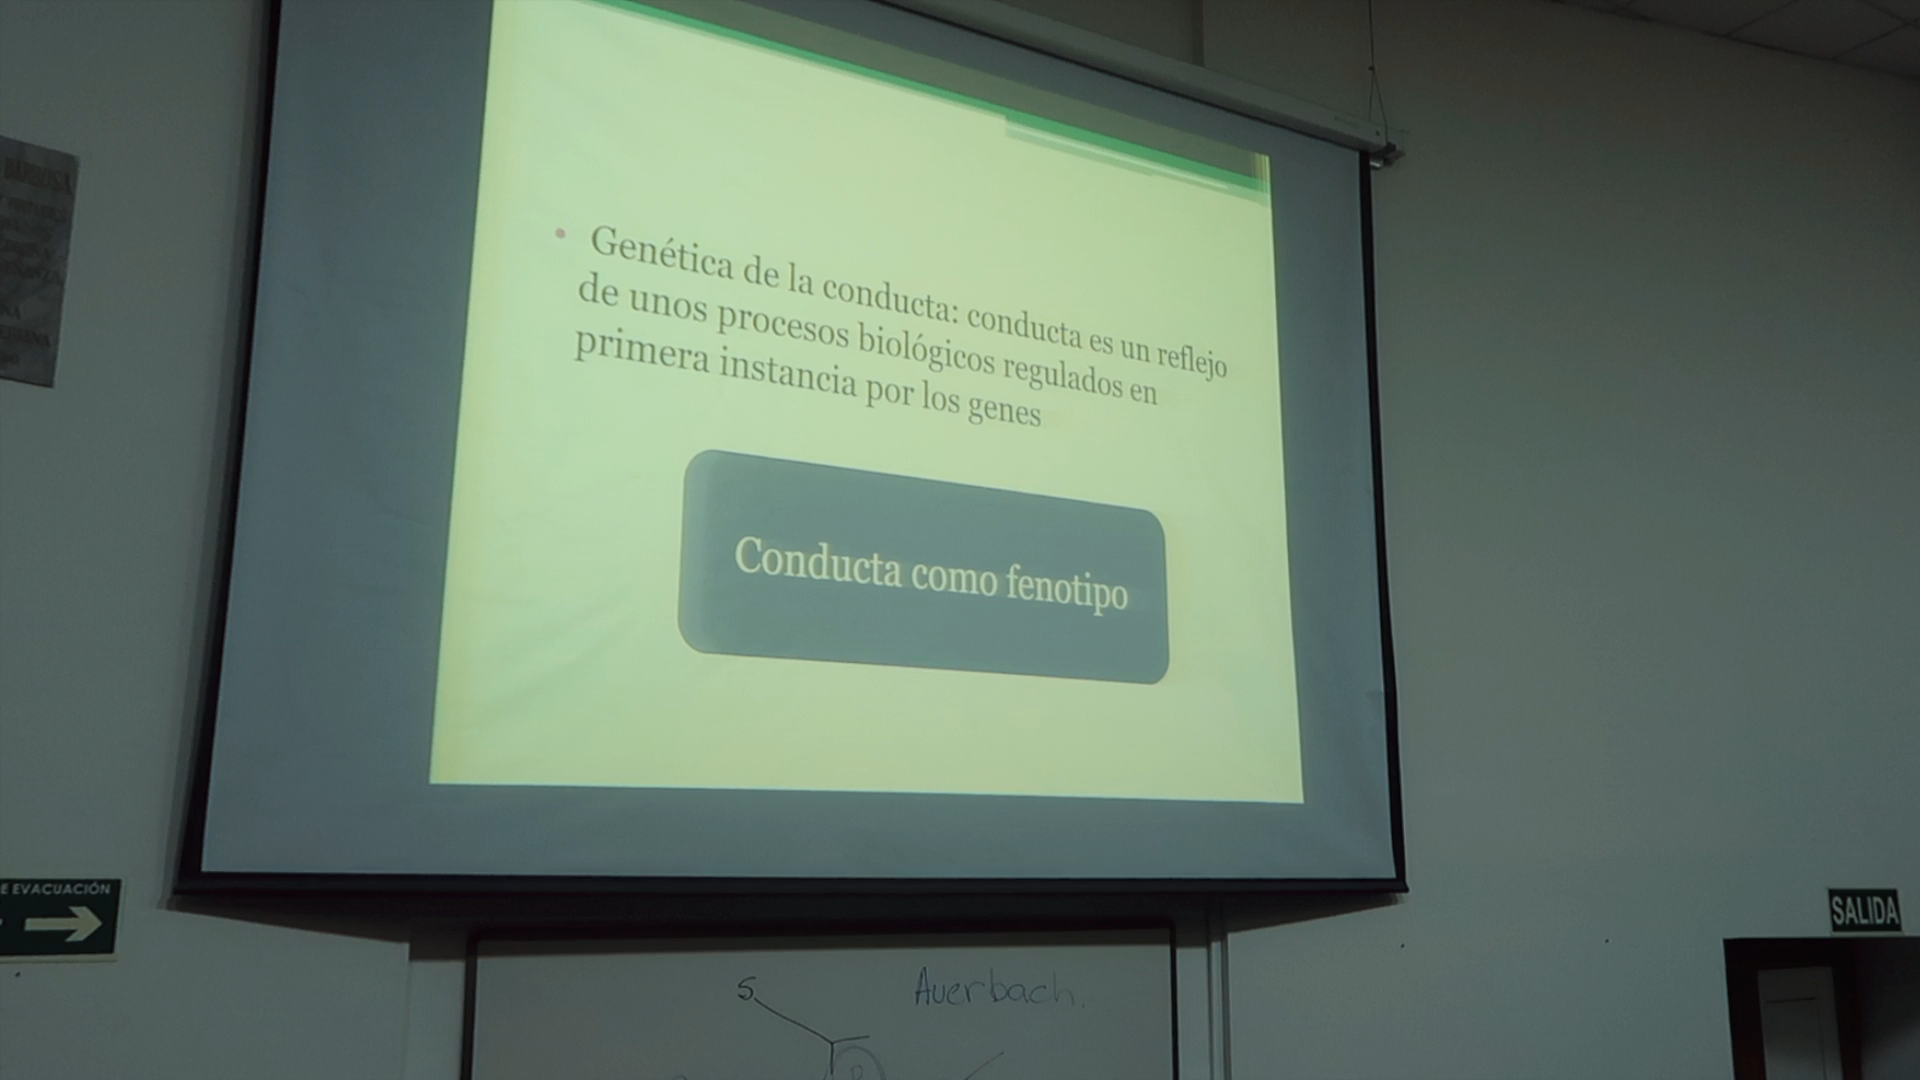 BARBOSA
Genética de la conducta: conducta es un reflejo
de unos procesos biológicos regulados en
primera instancia por los genes
Conducta como fenotipo
E EVACUACIÓN
SALIDA
S
Auerbach.